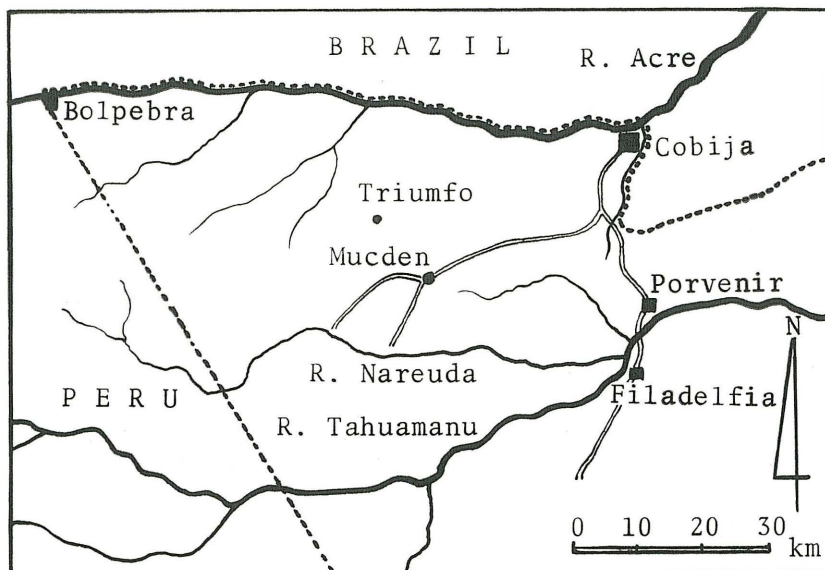 BRAZIL
R. Acre
Bolpebra
Cobija
Triumfo
Mucden
Porvenir
N
R. Nareuda
PERU
Filadelfia
R. Tahuamanu
0 10 20 30
km